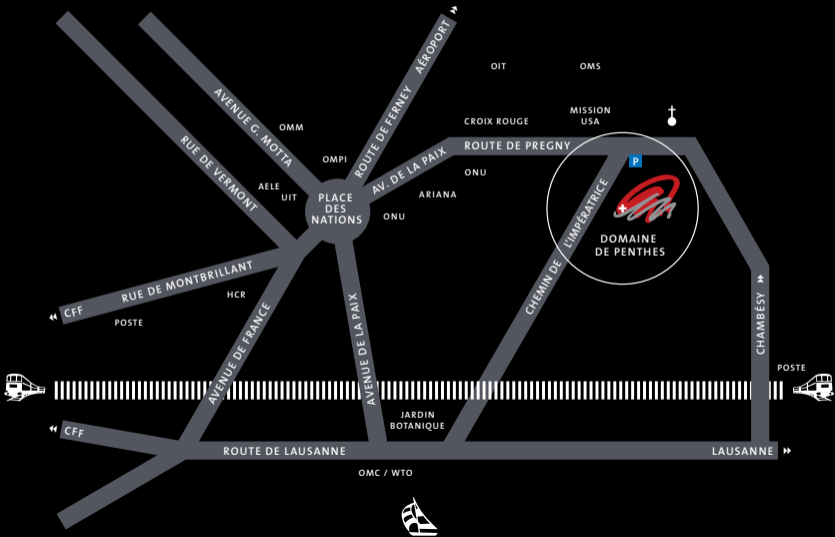 AÉROPORT
OIT
OMS
AVENUE G. MOTTA
ROUTE DE FERNEY
MISSION
USA
CROIX ROUGE
OMM
RUE DE VERMONT
OMPI
AV. DE LA PAIX
ROUTE DE PREGNY
P
ONU
AELE
UIT
PLACE
DES
NATIONS
ARIANA
ONU
CHEMIN DE L'IMPÉRATRICE
DOMAINE
DE PENTHES
RUE DE MONTBRILLANT
HCR
CFF
POSTE
AVENUE DE FRANCE
AVENUE DE LA PAIX
CHAMBÉSY
POSTE
JARDIN
BOTANIQUE
CFF
ROUTE DE LAUSANNE
LAUSANNE
OMC / WTO